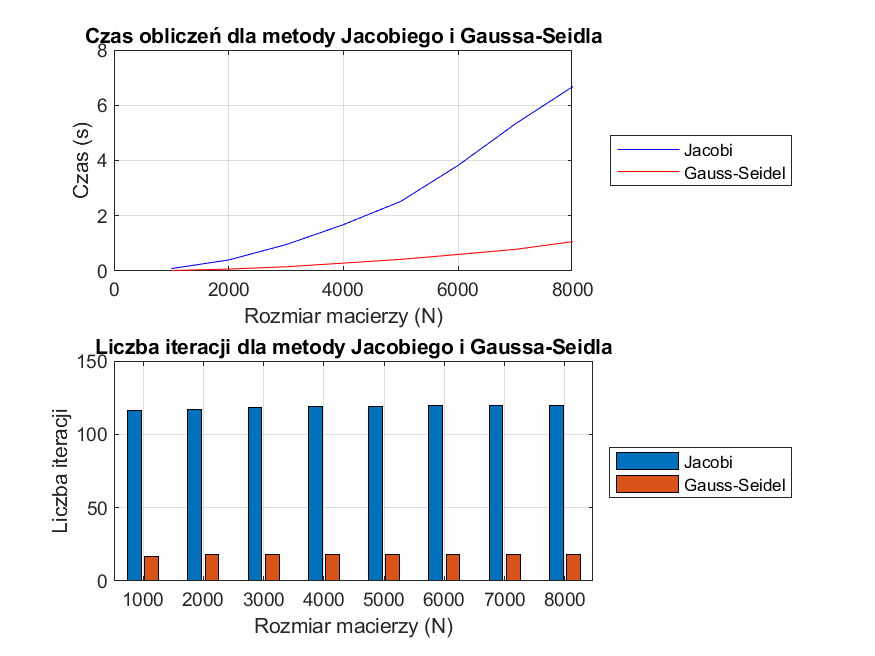 Czas obliczeń dla metody Jacobiego i Gaussa-Seidla
8
6
4
2
0
Czas (s)
0 2000 4000 6000 8000
Rozmiar macierzy (N)
Jacobi
Gauss-Seidel
Liczba iteracji dla metody Jacobiego i Gaussa-Seidla
150
100
50
0
Liczba iteracji
1000 2000 3000 4000 5000 6000 7000 8000
Rozmiar macierzy (N)
Jacobi
Gauss-Seidel